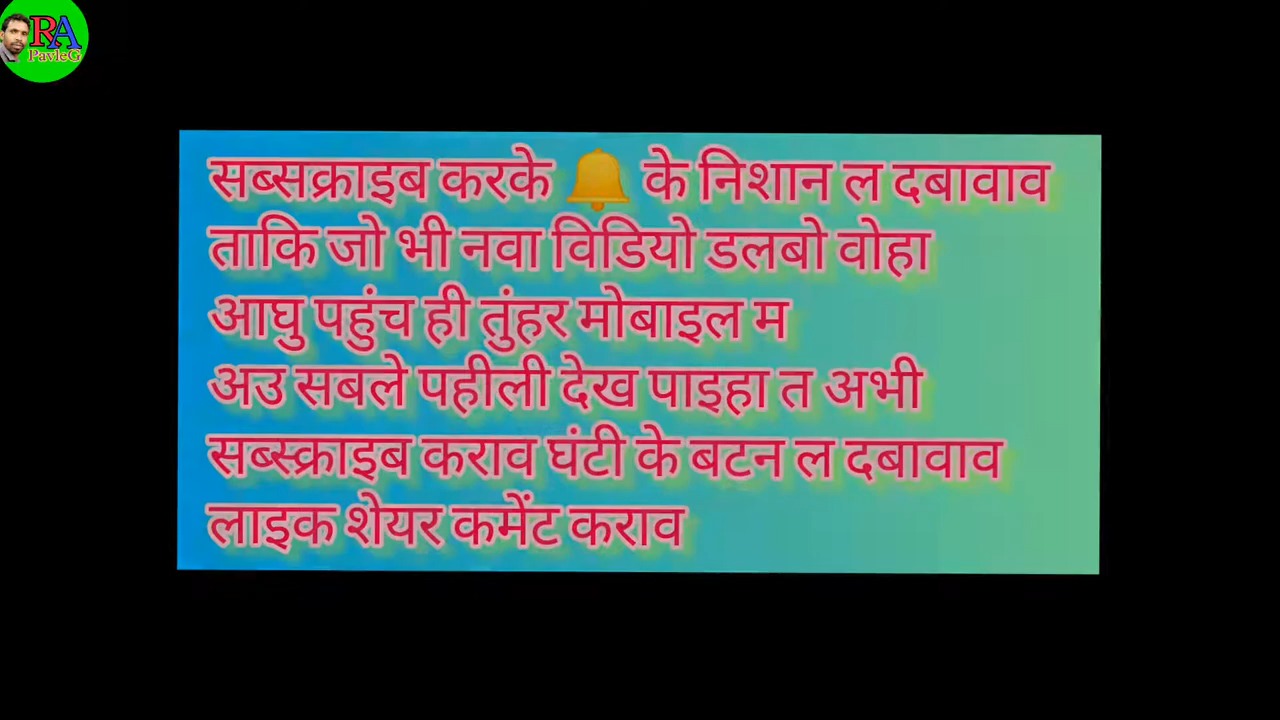 RA
PavleG
सब्सक्राइब करके 🔔 के निशान ल दबावाव
ताकि जो भी नवा विडियो डलबो वोहा
आघु पहुंच ही तुंहर मोबाइल म
अउ सबले पहीली देख पाइहा त अभी
सब्स्क्राइब कराव घंटी के बटन ल दबावाव
लाइक शेयर कमेंट कराव